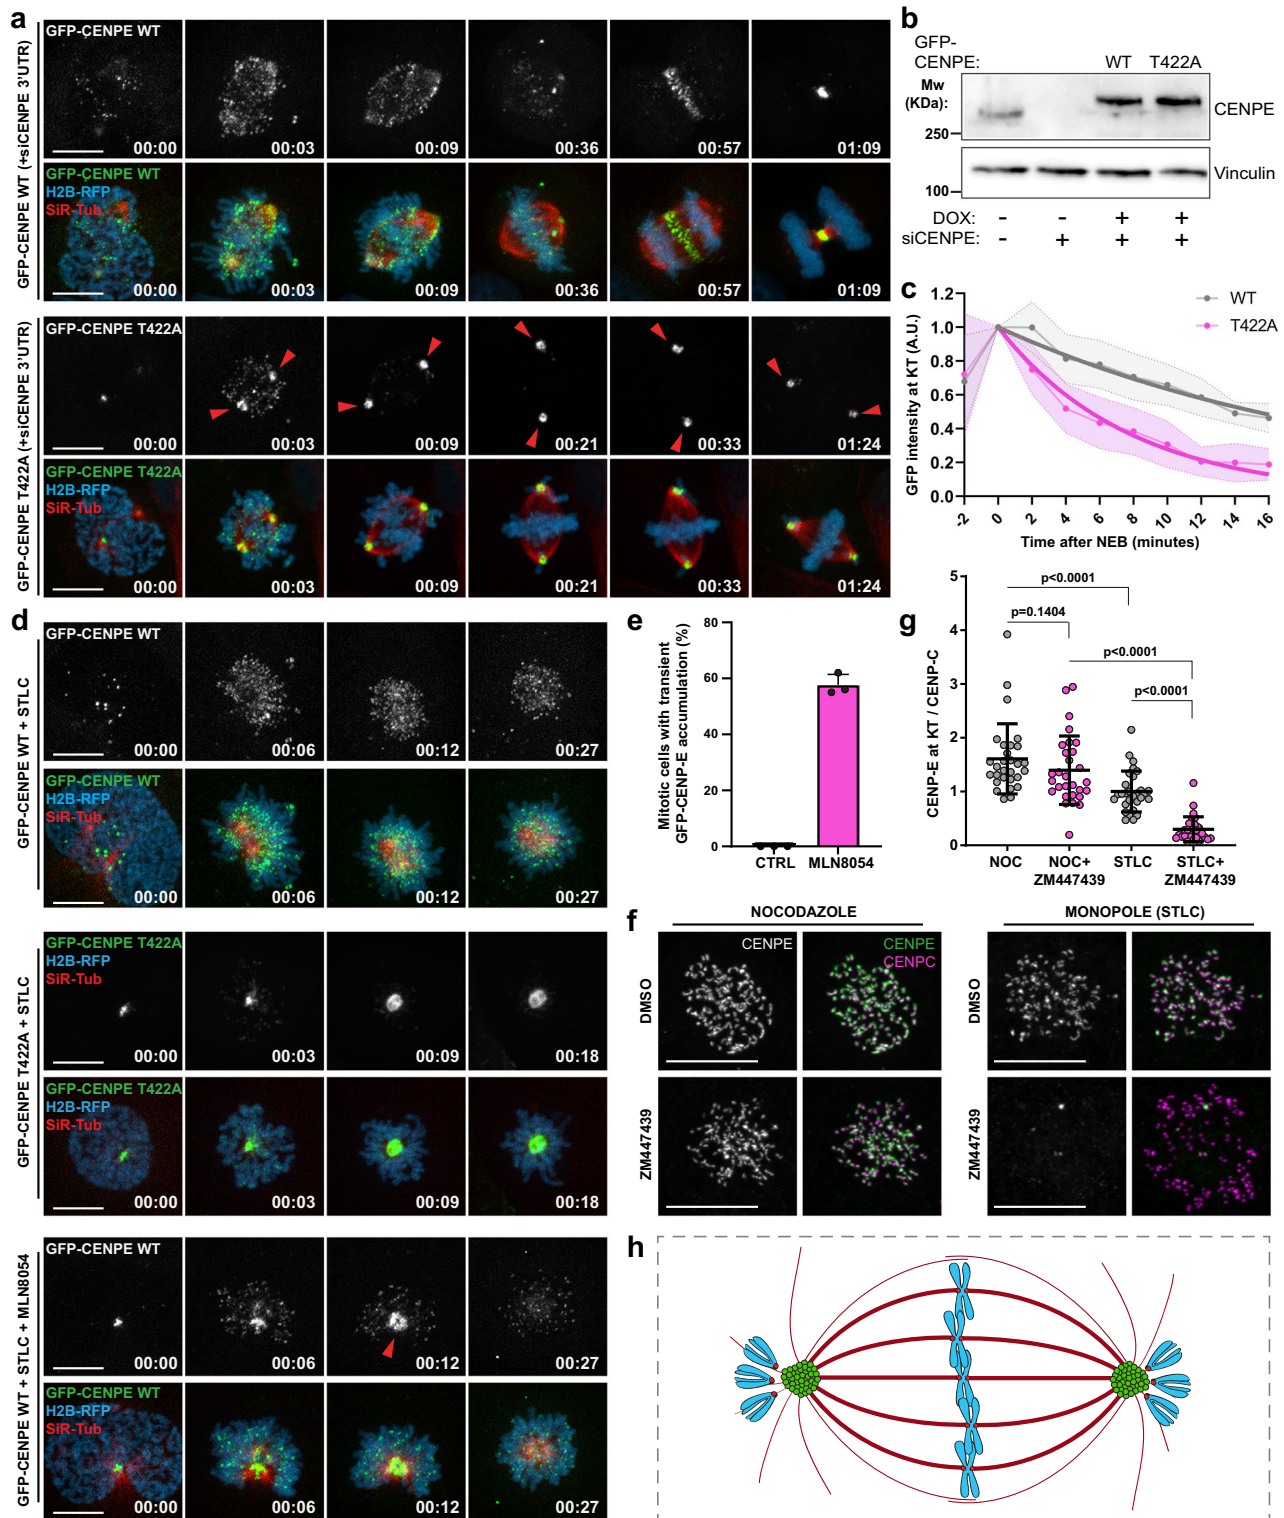 a
GFP-CENPE WT (+siCENPE 3'UTR)
GFP-CENPE WT
00:00
00:03
00:09
00:36
00:57
01:09
GFP-CENPE WT
H2B-RFP
SiR-Tub
00:00
00:03
00:09
00:36
00:57
01:09
GFP-CENPE T422A (+siCENPE 3'UTR)
GFP-CENPE T422A
00:00
00:03
00:09
00:21
00:33
01:24
GFP-CENPE T422A
H2B-RFP
SiR-Tub
00:00
00:03
00:09
00:21
00:33
01:24
b
GFP-
CENPE: WT T422A
Mw
(KDa):
250
CENPE
100
Vinculin
DOX: - - + +
siCENPE: - + + +
c
GFP intensity at KT (A.U.)
1.2
1.0
0.8
0.6
0.4
0.2
0.0
-2 0 2 4 6 8 10 12 14 16
Time after NEB (minutes)
WT
T422A
d
GFP-CENPE WT + STLC
GFP-CENPE WT
00:00
00:06
00:12
00:27
GFP-CENPE WT
H2B-RFP
SiR-Tub
00:00
00:06
00:12
00:27
GFP-CENPE T422A + STLC
GFP-CENPE T422A
H2B-RFP
SiR-Tub
00:00
00:03
00:09
00:18
GFP-CENPE T422A
H2B-RFP
SiR-Tub
00:00
00:03
00:09
00:18
GFP-CENPE WT + STLC + MLN8054
GFP-CENPE WT
00:00
00:06
00:12
00:27
GFP-CENPE WT
H2B-RFP
SiR-Tub
00:00
00:06
00:12
00:27
e
Mitotic cells with transient
GFP-CENP-E accumulation (%)
80
60
40
20
0
CTRL MLN8054
g
CENP-E at KT / CENP-C
5
4
3
2
1
0
p<0.0001
p=0.1404
p<0.0001
p<0.0001
NOC
NOC+
ZM447439
STLC
STLC+
ZM447439
f
NOCODAZOLE
MONOPOLE (STLC)
DMSO
CENPE
CENPE
CENPC
ZM447439
DMSO
ZM447439
h